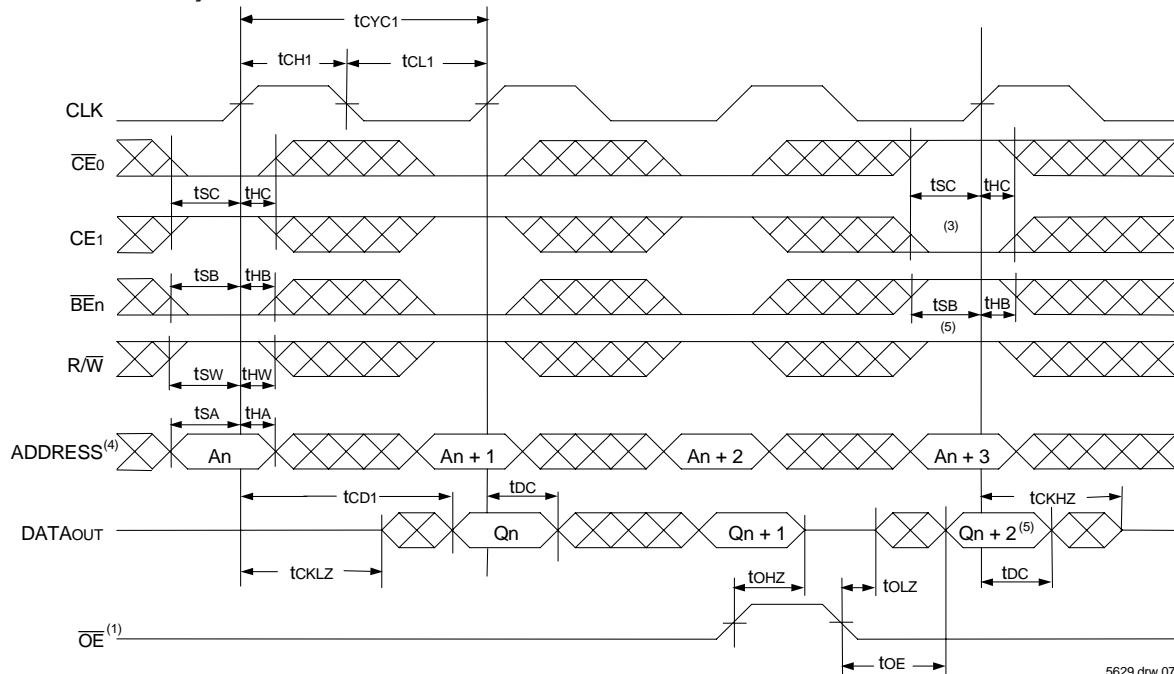 tCYC1
tCH1
tCL1
CLK
CE0
tSC
tHC
tSC
tHC
CE1
(3)
tSB
tHB
BEn
tSB
tHB
(5)
R/W
tSW
tHW
tSA
tHA
ADDRESS(4)
An
An + 1
An + 2
An + 3
tCD1
tDC
tCKHZ
DATAOUT
Qn
Qn + 1
Qn + 2(5)
tCKLZ
tOHZ
tOLZ
tDC
OE(1)
tOE
5629 drw 07